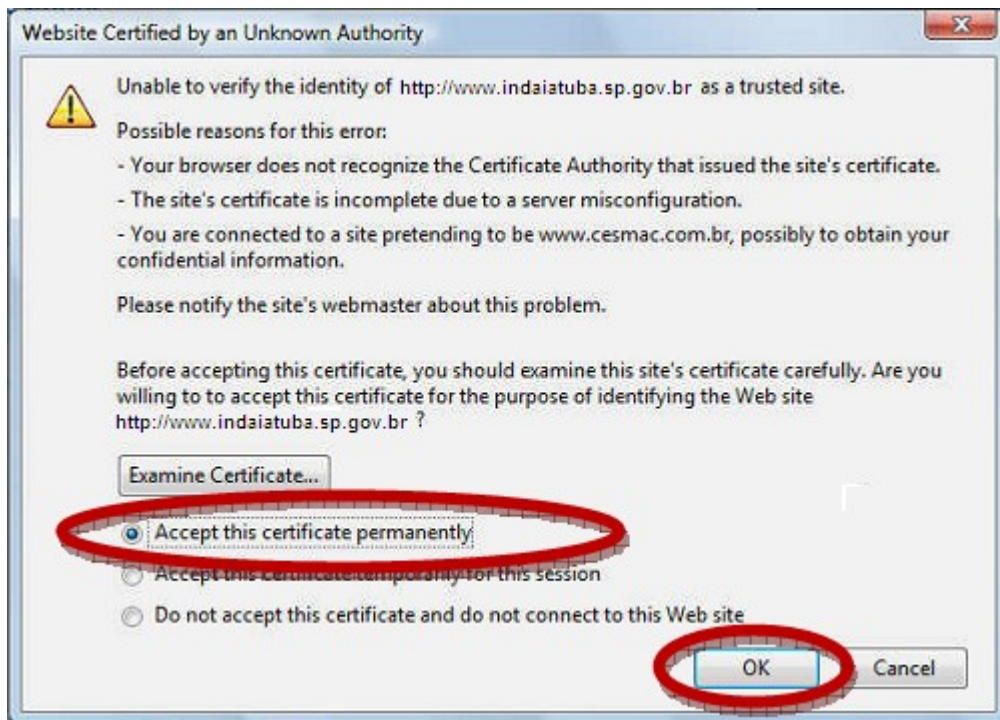 Website Certified by an Unknown Authority
Unable to verify the identity of http://www.indaiatuba.sp.gov.br as a trusted site.
Possible reasons for this error:
- Your browser does not recognize the Certificate Authority that issued the site's certificate.
- The site's certificate is incomplete due to a server misconfiguration.
- You are connected to a site pretending to be www.cesmac.com.br, possibly to obtain your
confidential information.
Please notify the site's webmaster about this problem.
Before accepting this certificate, you should examine this site's certificate carefully. Are you
willing to to accept this certificate for the purpose of identifying the Web site
http://www.indaiatuba.sp.gov.br ?
Examine Certificate...
Accept this certificate permanently
Accept this certificate temporarily for this session
Do not accept this certificate and do not connect to this Web site
OK Cancel